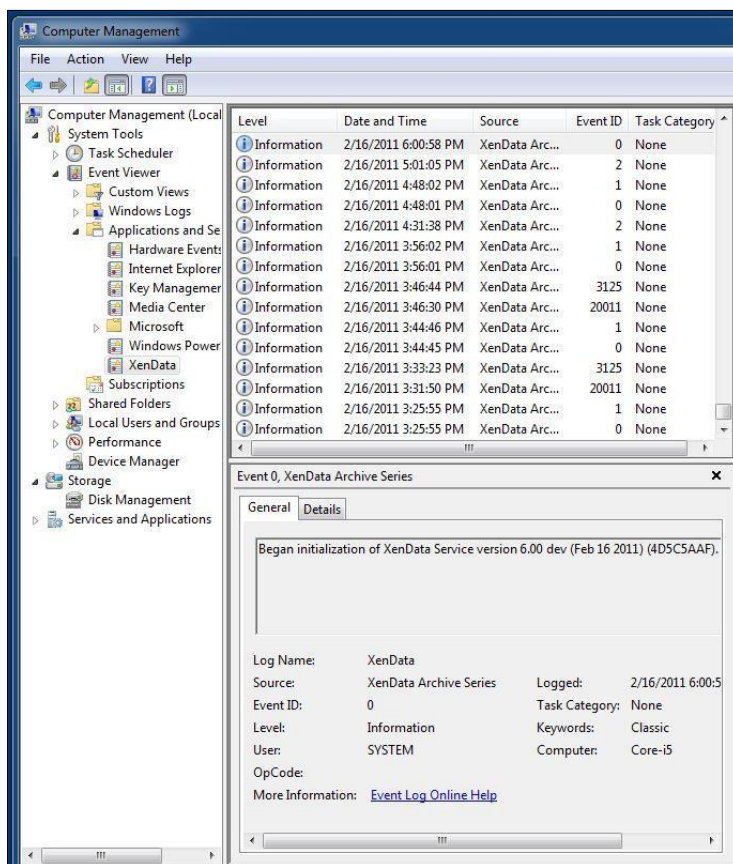 Computer Management
File Action View Help
Computer Management (Local
System Tools
Task Scheduler
Event Viewer
Custom Views
Windows Logs
Applications and Se
Hardware Events
Internet Explorer
Key Managemer
Media Center
Microsoft
Windows Power
XenData
Subscriptions
Shared Folders
Local Users and Groups
Performance
Device Manager
Storage
Disk Management
Services and Applications
Level Date and Time Source Event ID Task Category
Information 2/16/2011 6:00:58 PM XenData Arc... 0 None
Information 2/16/2011 5:01:05 PM XenData Arc... 2 None
Information 2/16/2011 4:48:02 PM XenData Arc... 1 None
Information 2/16/2011 4:48:01 PM XenData Arc... 0 None
Information 2/16/2011 4:31:38 PM XenData Arc... 2 None
Information 2/16/2011 3:56:02 PM XenData Arc... 1 None
Information 2/16/2011 3:56:01 PM XenData Arc... 0 None
Information 2/16/2011 3:46:44 PM XenData Arc... 3125 None
Information 2/16/2011 3:46:30 PM XenData Arc... 20011 None
Information 2/16/2011 3:44:46 PM XenData Arc... 1 None
Information 2/16/2011 3:44:45 PM XenData Arc... 0 None
Information 2/16/2011 3:33:23 PM XenData Arc... 3125 None
Information 2/16/2011 3:31:50 PM XenData Arc... 20011 None
Information 2/16/2011 3:25:55 PM XenData Arc... 1 None
Information 2/16/2011 3:25:55 PM XenData Arc... 0 None
Event 0, XenData Archive Series
General Details
Began initialization of XenData Service version 6.00 dev (Feb 16 2011) (4D5C5AAF).
Log Name: XenData
Source: XenData Archive Series Logged: 2/16/2011 6:00:5
Event ID: 0 Task Category: None
Level: Information Keywords: Classic
User: SYSTEM Computer: Core-i5
OpCode:
More Information: Event Log Online Help